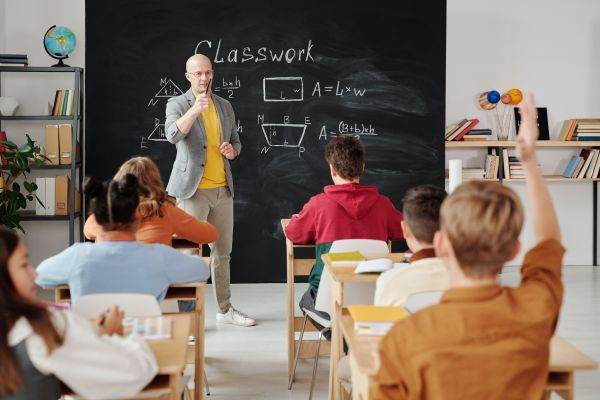 Classwork
M
h
N
= b×h
2
L
w
A = L×w
M B E
h
N P
A = (B+b)×h
2
E